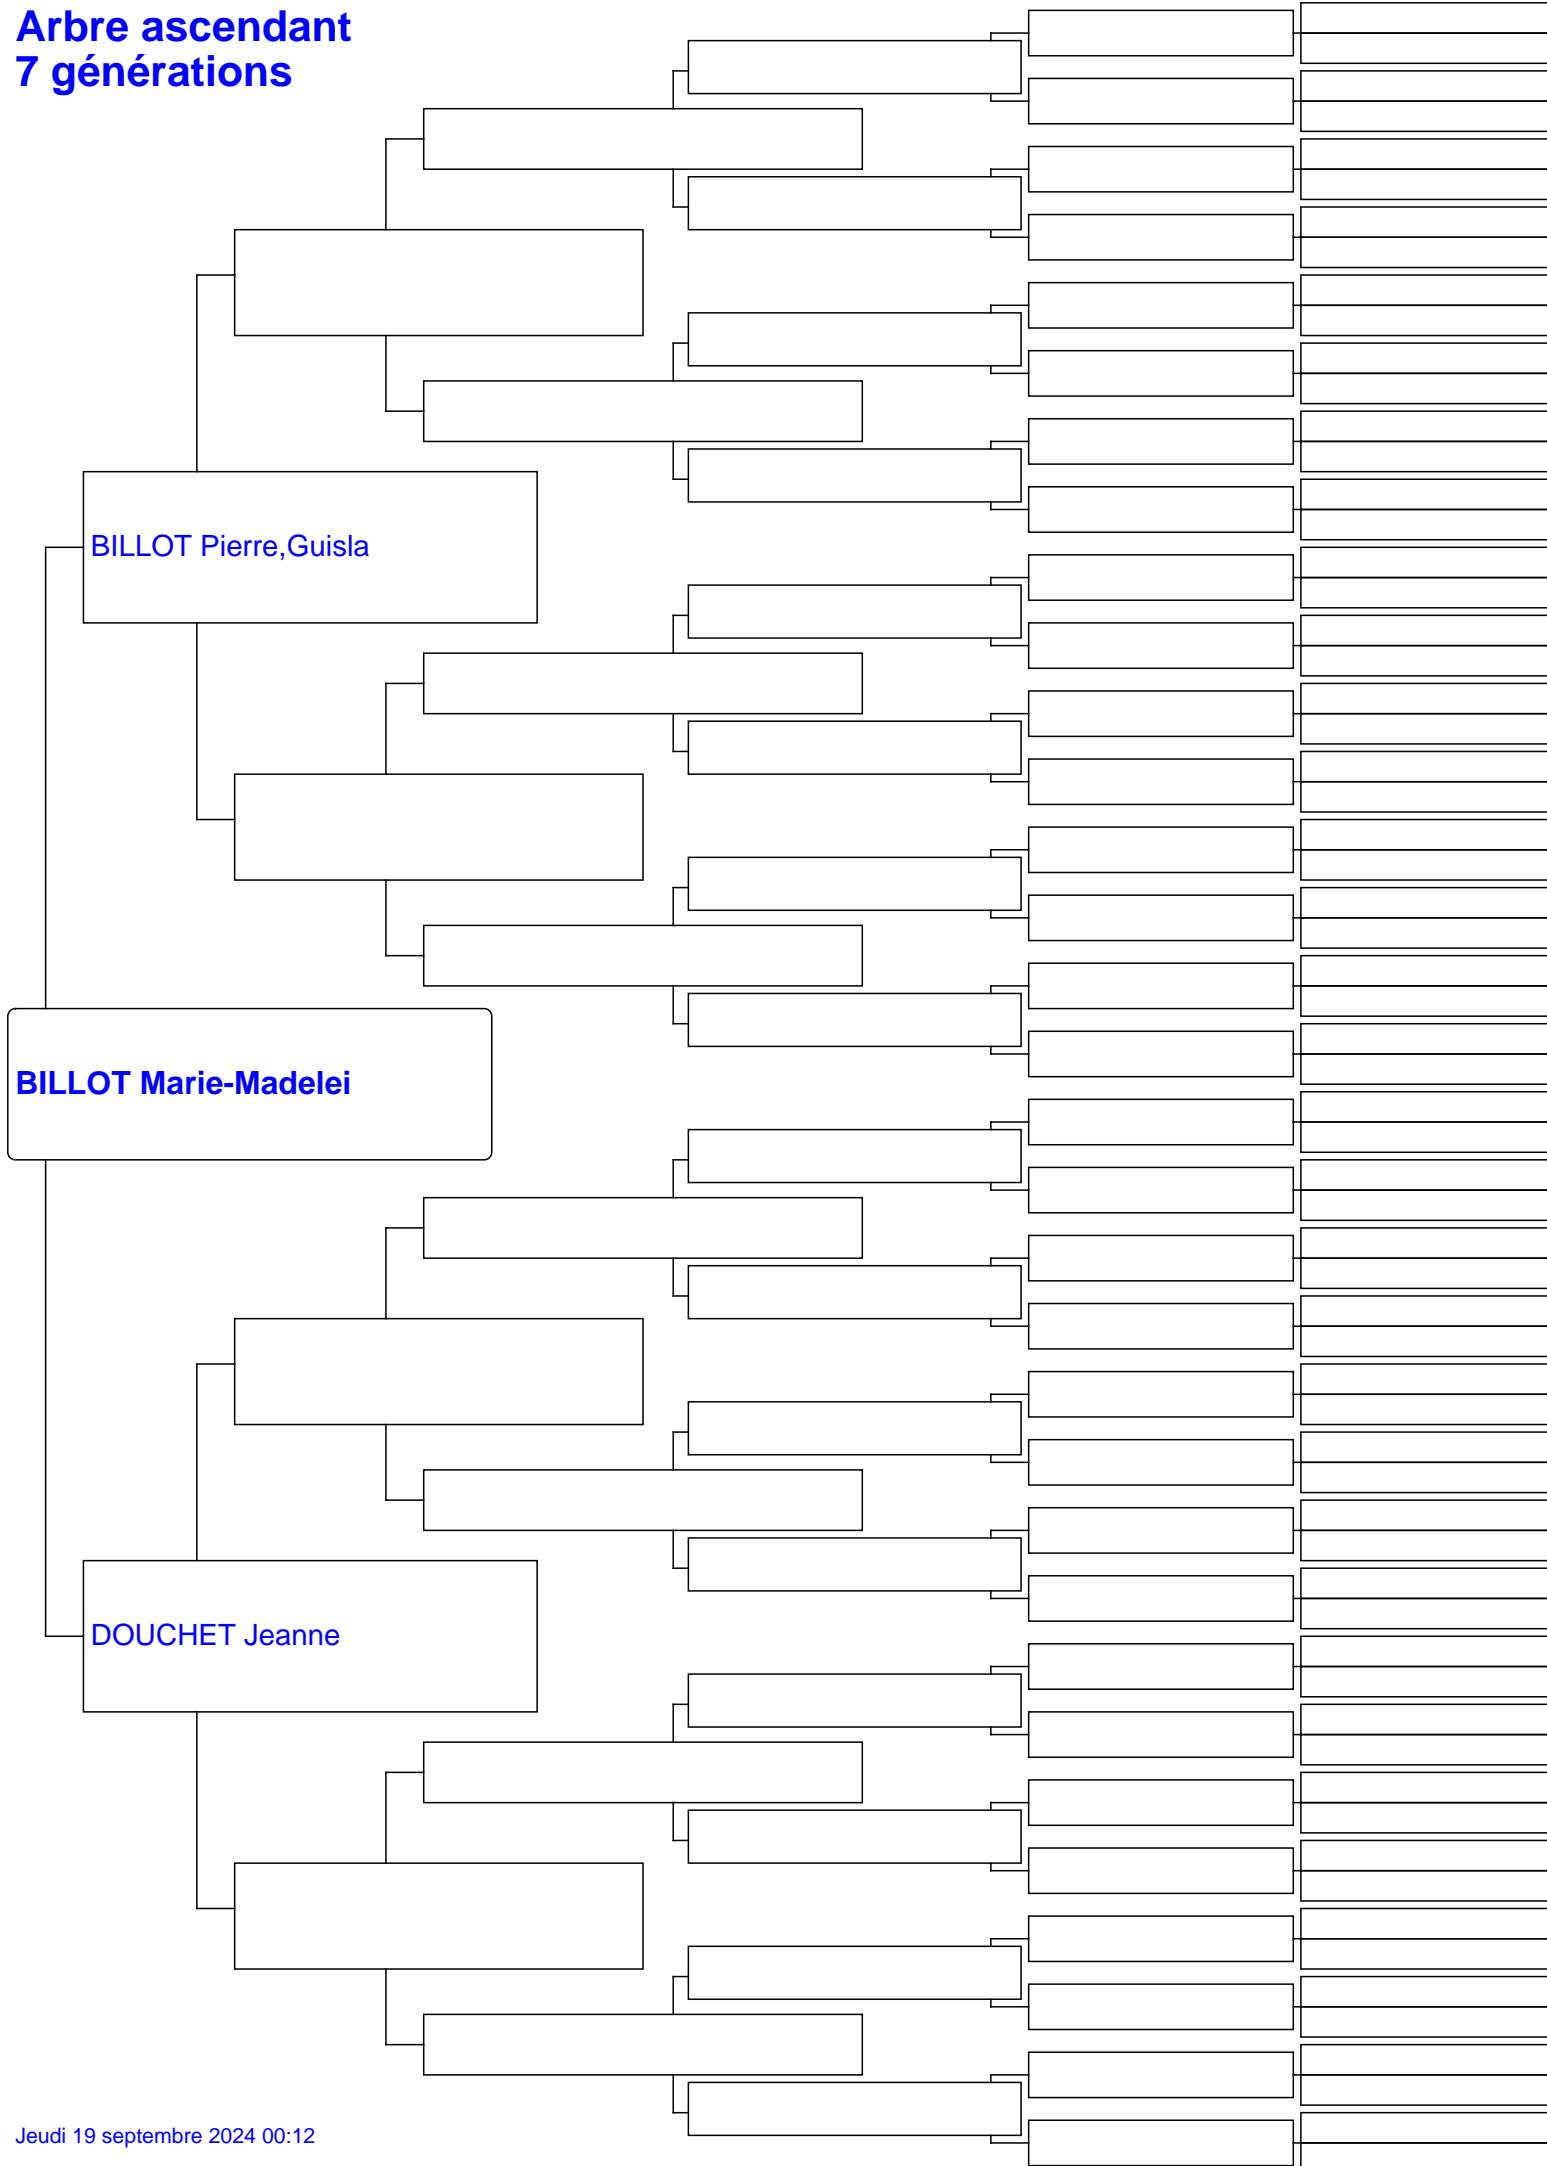 Arbre ascendant
7 générations
BILLOT Pierre,Guisla
BILLOT Marie-Madelei
DOUCHET Jeanne
Jeudi 19 septembre 2024 00:12